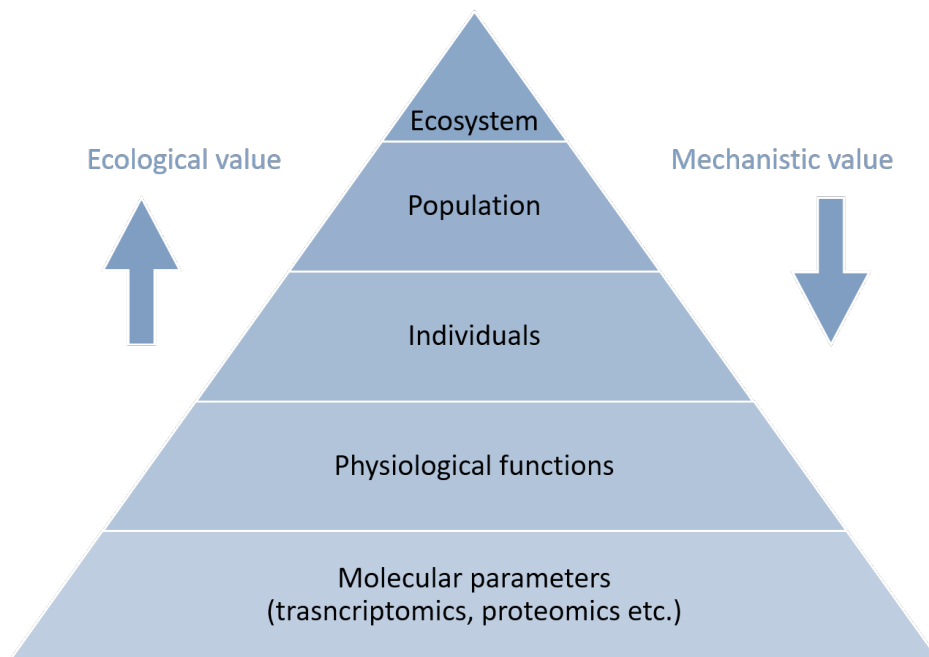 Ecosystem
Ecological value
Mechanistic value
Population
Individuals
Physiological functions
Molecular parameters
(trasncriptomics, proteomics etc.)